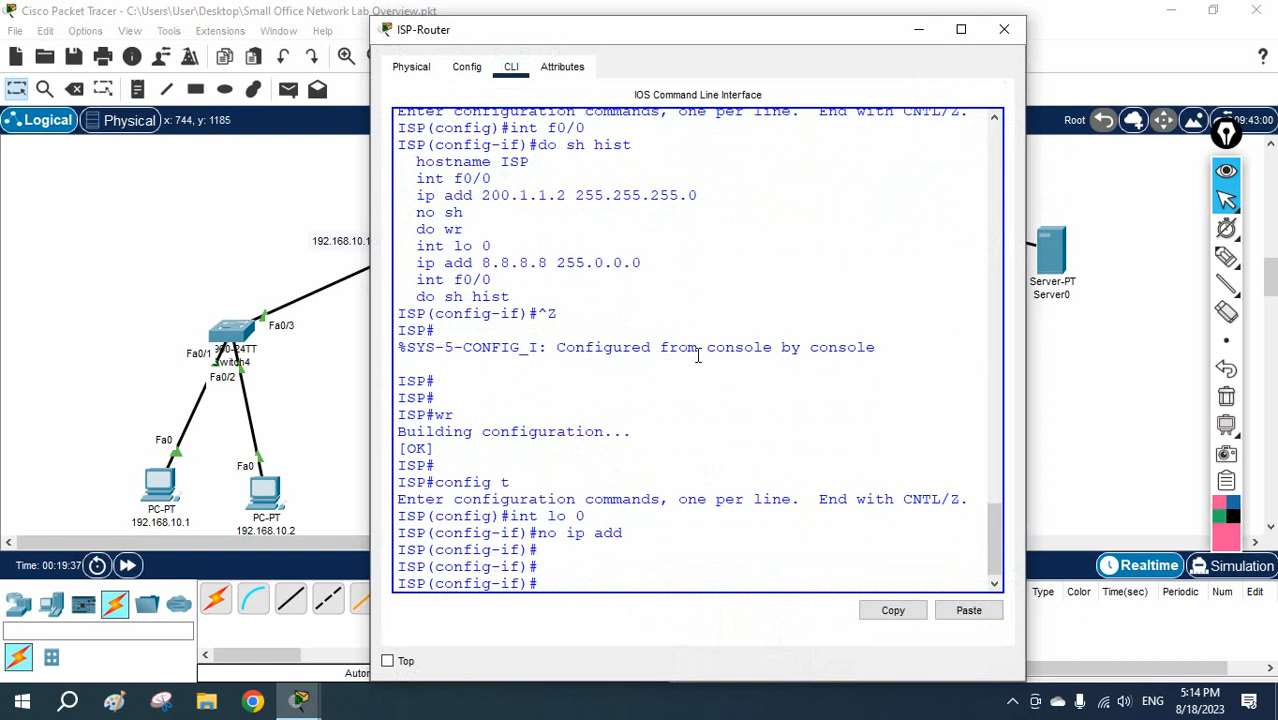 Cisco Packet Tracer - C:\Users\User\Desktop\Small Office Network Lab Overview.pkt
File Edit Options View Tools Extensions Window Help
Logical Physical x: 744, y: 1185
Root 09:43:00
192.168.10.1
Fa0/3
Fa0/1
Fa0/2
Fa0
Fa0
PC-PT
192.168.10.1
PC-PT
192.168.10.2
Server-PT
Server0
ISP-Router
Physical Config CLI Attributes
IOS Command Line Interface
Enter configuration commands, one per line. End with CNTL/Z.
ISP(config)#int f0/0
ISP(config-if)#do sh hist
hostname ISP
int f0/0
ip add 200.1.1.2 255.255.255.0
no sh
do wr
int lo 0
ip add 8.8.8.8 255.0.0.0
int f0/0
do sh hist
ISP(config-if)#^Z
ISP#
%SYS-5-CONFIG_I: Configured from console by console
ISP#
ISP#
ISP#wr
Building configuration...
[OK]
ISP#
ISP#config t
Enter configuration commands, one per line. End with CNTL/Z.
ISP(config)#int lo 0
ISP(config-if)#no ip add
ISP(config-if)#
ISP(config-if)#
ISP(config-if)#
Copy Paste
Top
Time: 00:19:37
Realtime Simulation
Type Color Time(sec) Periodic Num Edit
ENG
5:14 PM
8/18/2023